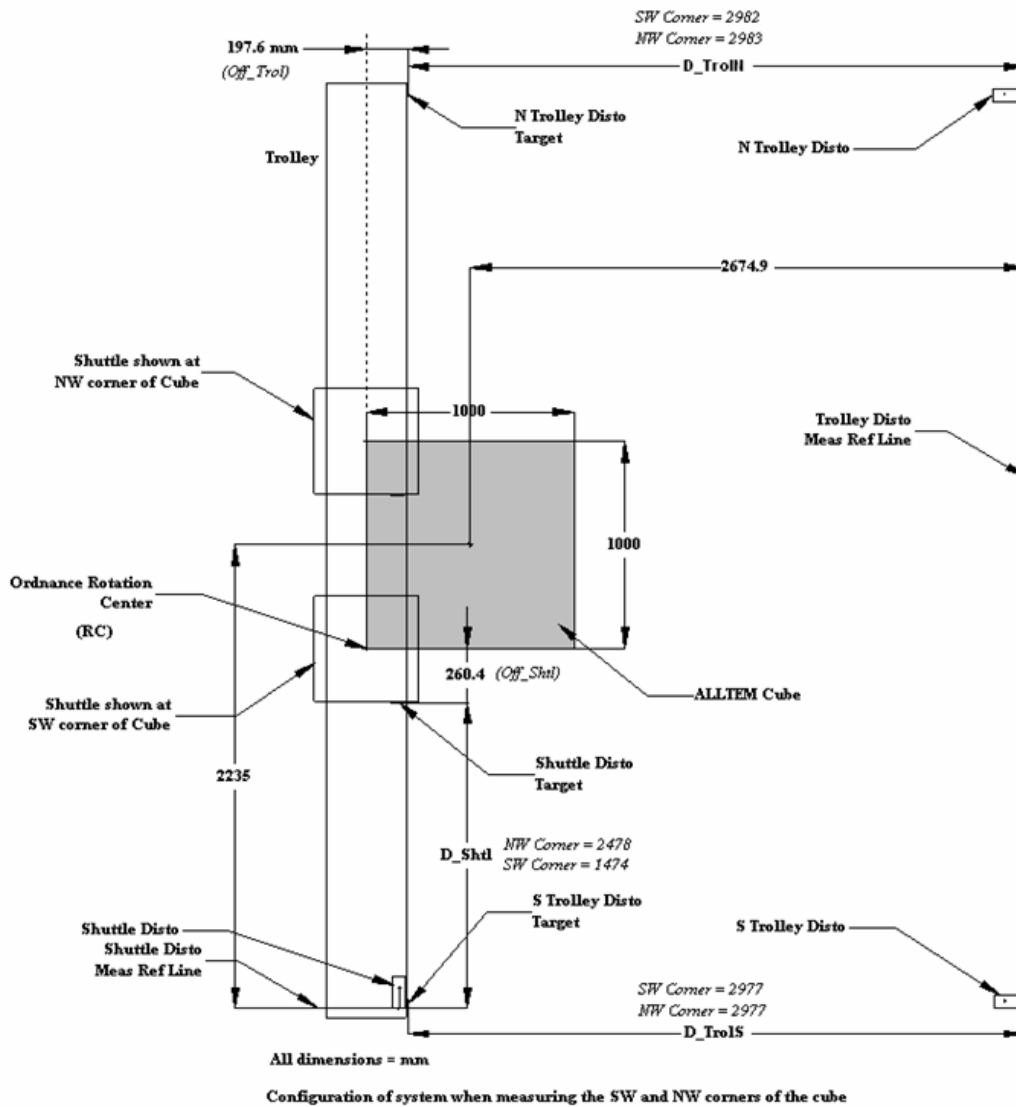 SW Corner = 2982
NW Corner = 2983
197.6 mm
(Off_Trol)
D_TrolN
N Trolley Disto
Target
N Trolley Disto
Trolley
2674.9
Shuttle shown at
NW corner of Cube
1000
Trolley Disto
Meas Ref Line
1000
Ordnance Rotation
Center
(RC)
260.4 (Off_Shtl)
ALLTEM Cube
Shuttle shown at
SW corner of Cube
Shuttle Disto
Target
2235
D_Shtl
NW Corner = 2478
SW Corner = 1474
S Trolley Disto
Target
Shuttle Disto
Shuttle Disto
Meas Ref Line
S Trolley Disto
SW Corner = 2977
NW Corner = 2977
D_TrolS
All dimensions = mm
Configuration of system when measuring the SW and NW corners of the cube